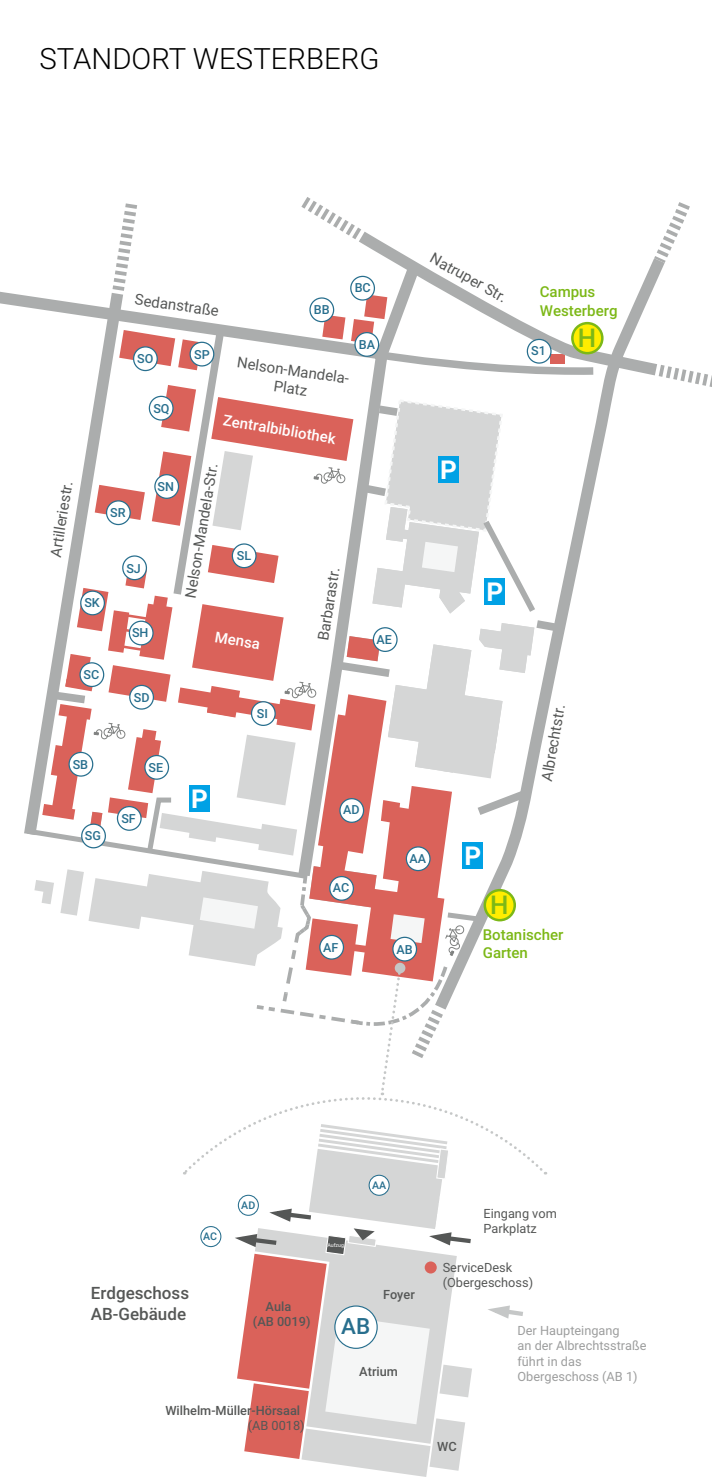 STANDORT WESTERBERG
Natruper Str.
Campus
Westerberg
H
Sedanstraße
BC
BB
BA
S1
SO
SP
Nelson-Mandela-
Platz
SQ
Zentralbibliothek
P
SN
SR
Artilleriestr.
Nelson-Mandela-Str.
SL
SJ
Barbarastr.
P
SK
SH
Mensa
AE
SC
SD
SI
Albrechtstr.
SB
SE
P
AD
SF
SG
AA
P
AC
H
Botanischer
Garten
AF
AB
AA
AD
AC
Eingang vom
Parkplatz
ServiceDesk
(Obergeschoss)
Erdgeschoss
AB-Gebäude
Foyer
Aula
(AB 0019)
AB
Der Haupteingang
an der Albrechtsstraße
führt in das
Obergeschoss (AB 1)
Atrium
Wilhelm-Müller-Hörsaal
(AB 0018)
WC